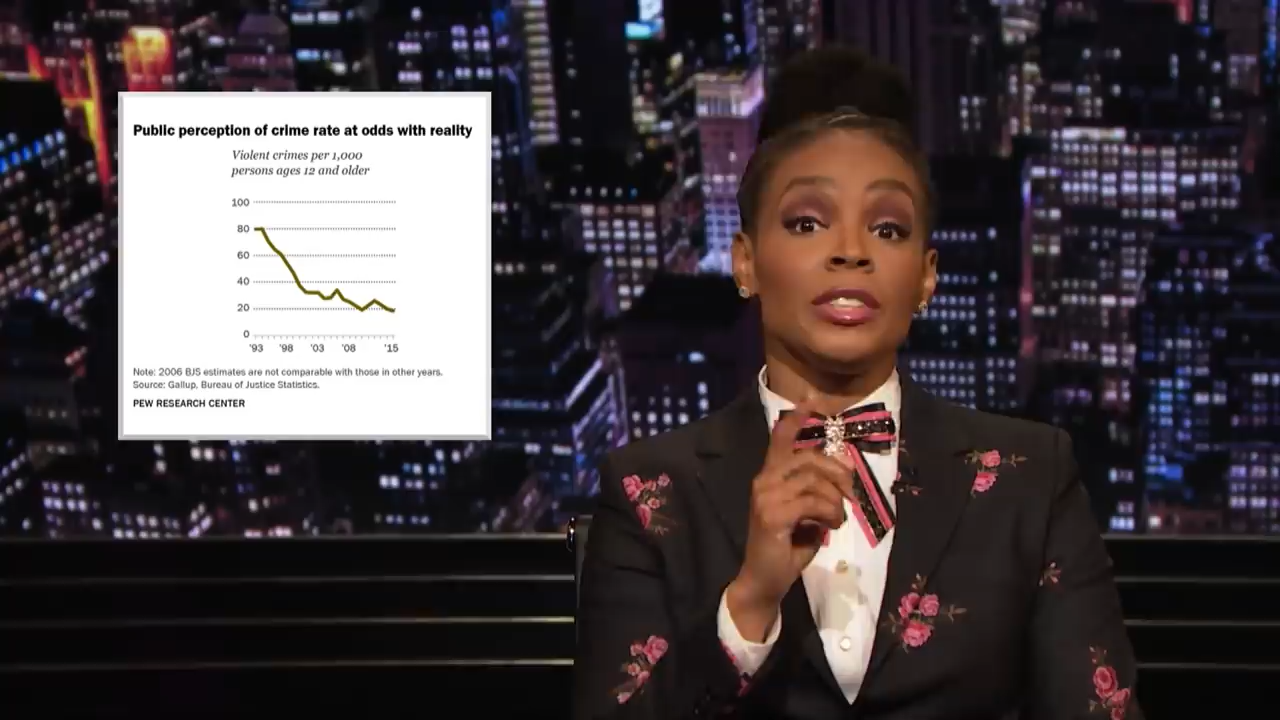 Public perception of crime rate at odds with reality
Violent crimes per 1,000
persons ages 12 and older
100
80
60
40
20
0
'93 '98 '03 '08 '15
Note: 2006 BJS estimates are not comparable with those in other years.
Source: Gallup, Bureau of Justice Statistics.
PEW RESEARCH CENTER